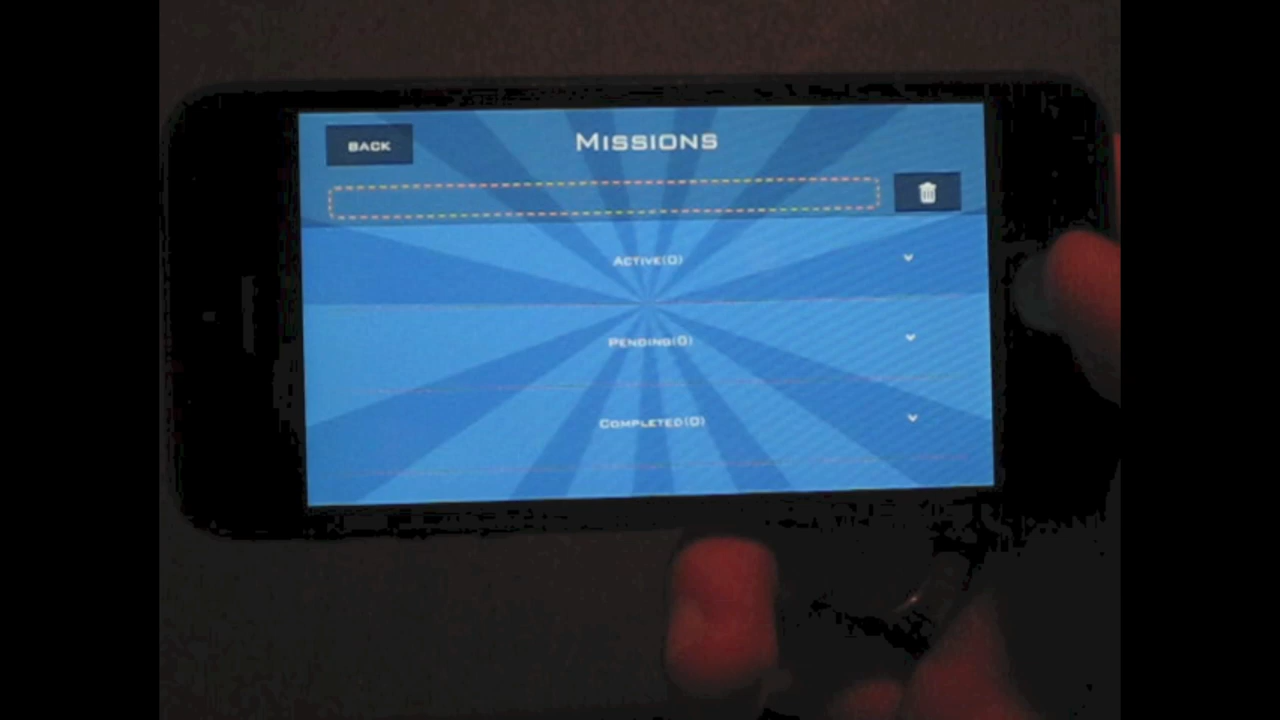 BACK
Missions
Active(0)
Pending(0)
Completed(0)